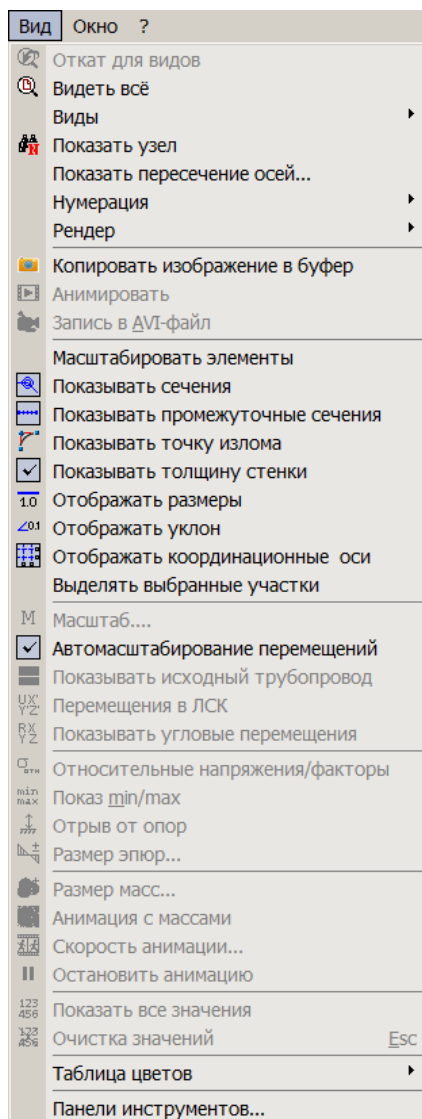 Вид Окно ?
Откат для видов
Видеть всё
Виды
Показать узел
Показать пересечение осей...
Нумерация
Рендер
Копировать изображение в буфер
Анимировать
Запись в AVI-файл
Масштабировать элементы
Показывать сечения
Показывать промежуточные сечения
Показывать точку излома
Показывать толщину стенки
1.0 Отображать размеры
∠0.1 Отображать уклон
Отображать координационные оси
Выделять выбранные участки
M Масштаб....
Автомасштабирование перемещений
Показывать исходный трубопровод
UX' Y'Z' Перемещения в ЛСК
RX YZ Показывать угловые перемещения
σотн Относительные напряжения/факторы
min max Показ min/max
Отрыв от опор
Размер эпюр...
Размер масс...
Анимация с массами
Скорость анимации...
Остановить анимацию
123 456 Показать все значения
123 456 Очистка значений Esc
Таблица цветов
Панели инструментов...